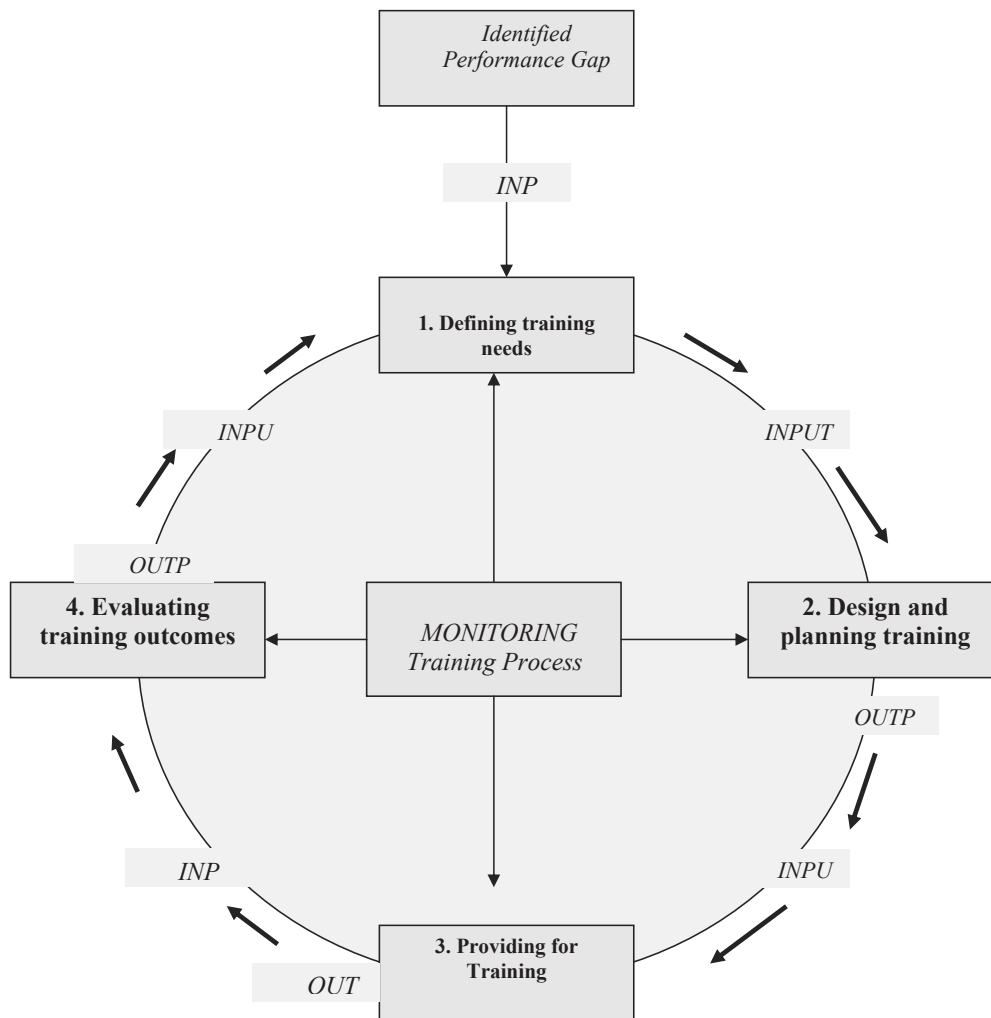 Identified
Performance Gap
INP
1. Defining training
needs
INPU
INPUT
OUTP
4. Evaluating
training outcomes
MONITORING
Training Process
2. Design and
planning training
OUTP
INP
INPU
3. Providing for
Training
OUT